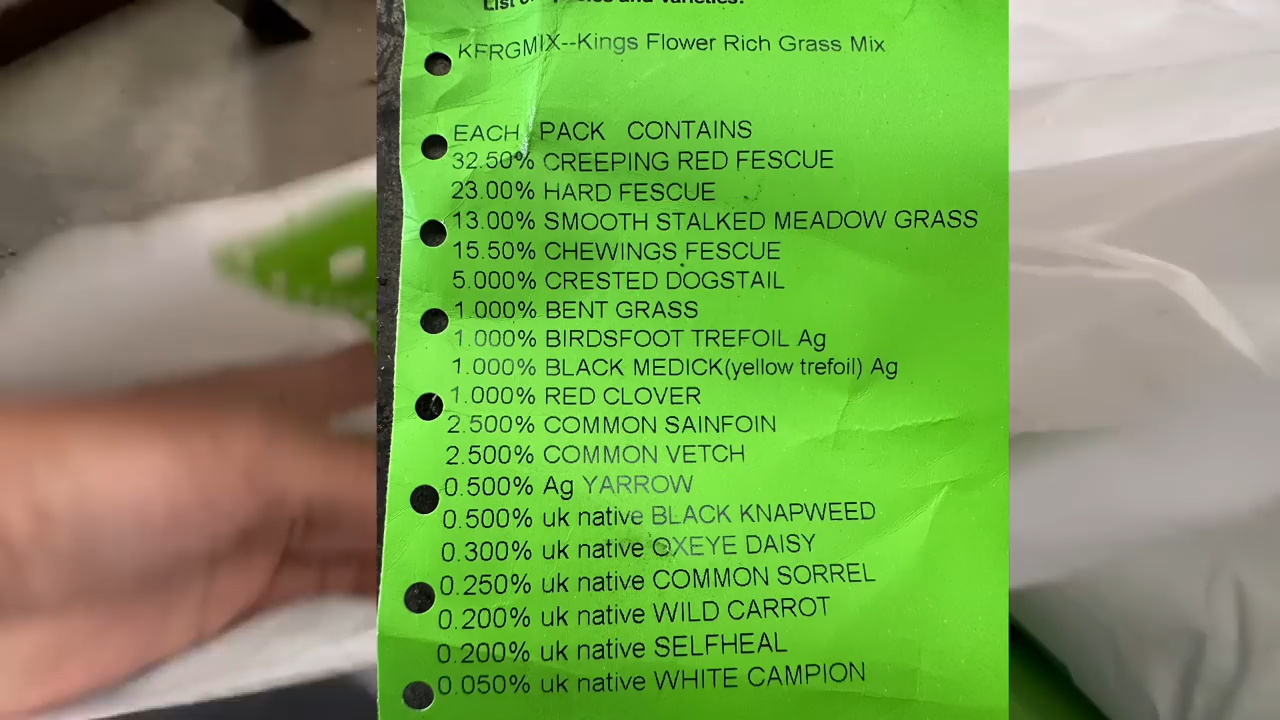 List of and varieties:
KFRGMIX--Kings Flower Rich Grass Mix
EACH PACK CONTAINS
32.50% CREEPING RED FESCUE
23.00% HARD FESCUE
13.00% SMOOTH STALKED MEADOW GRASS
15.50% CHEWINGS FESCUE
5.000% CRESTED DOGSTAIL
1.000% BENT GRASS
1.000% BIRDSFOOT TREFOIL Ag
1.000% BLACK MEDICK(yellow trefoil) Ag
1.000% RED CLOVER
2.500% COMMON SAINFOIN
2.500% COMMON VETCH
0.500% Ag YARROW
0.500% uk native BLACK KNAPWEED
0.300% uk native OXEYE DAISY
0.250% uk native COMMON SORREL
0.200% uk native WILD CARROT
0.200% uk native SELFHEAL
0.050% uk native WHITE CAMPION